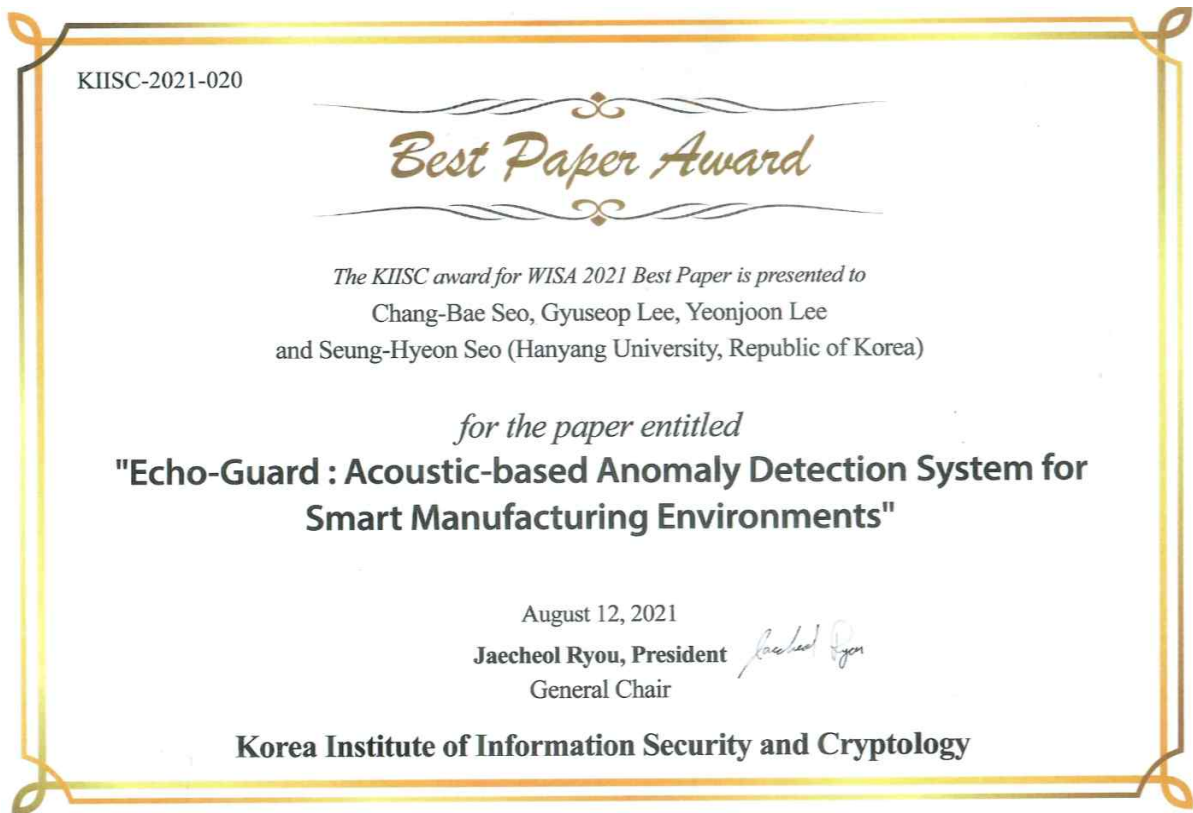 KIISC-2021-020
Best Paper Award
The KIISC award for WISA 2021 Best Paper is presented to
Chang-Bae Seo, Gyuseop Lee, Yeonjoon Lee
and Seung-Hyeon Seo (Hanyang University, Republic of Korea)
for the paper entitled
"Echo-Guard : Acoustic-based Anomaly Detection System for
Smart Manufacturing Environments"
August 12, 2021
Jaecheol Ryou, President Jaecheol Ryou
General Chair
Korea Institute of Information Security and Cryptology